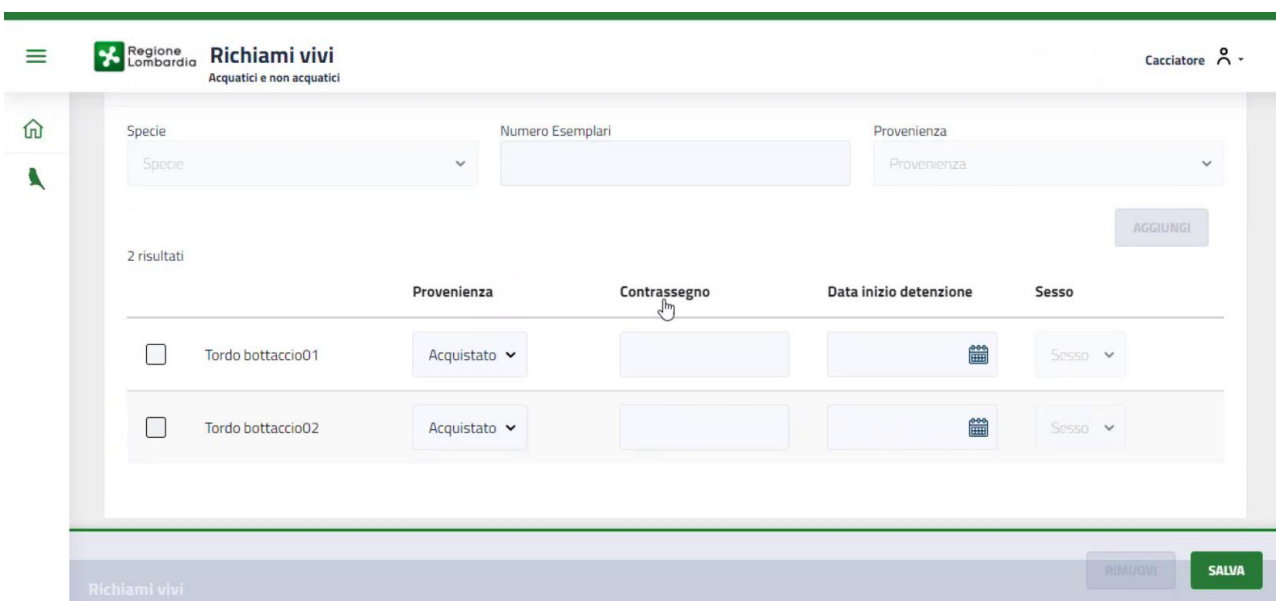 Regione
Lombardia
Richiami vivi
Acquatici e non acquatici
Cacciatore
Specie
Numero Esemplari
Provenienza
Specie
Provenienza
AGGIUNGI
2 risultati
Provenienza
Contrassegno
Data inizio detenzione
Sesso
Tordo bottaccio01
Acquistato
Sesso
Tordo bottaccio02
Acquistato
Sesso
RIMUOVI
SALVA
Richiami vivi